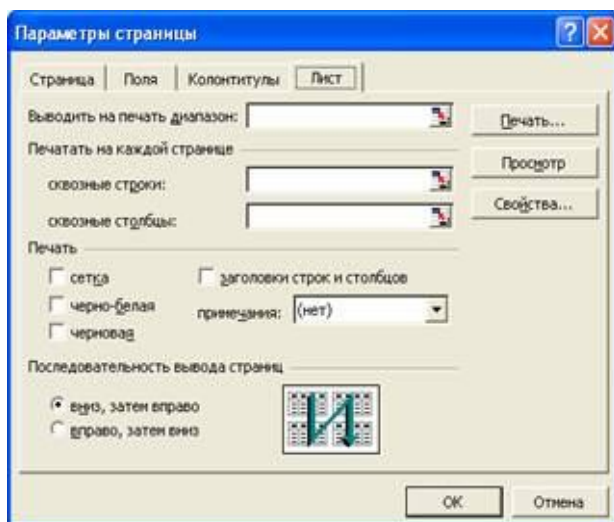 Параметры страницы
Страница Поля Колонтитулы Лист
Выводить на печать диапазон: Печать...
Печатать на каждой странице
Просмотр
сквозные строки:
Свойства...
сквозные столбцы:
Печать
сетка заголовки строк и столбцов
черно-белая примечания: (нет)
черновая
Последовательность вывода страниц
вниз, затем вправо
вправо, затем вниз
ОК Отмена